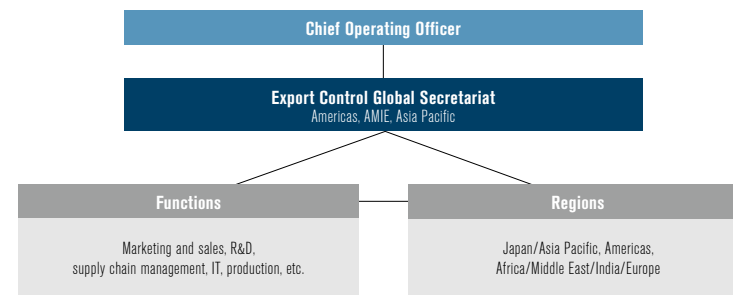 Chief Operating Officer
Export Control Global Secretariat
Americas, AMIE, Asia Pacific
Functions
Marketing and sales, R&D,
supply chain management, IT, production, etc.
Regions
Japan/Asia Pacific, Americas,
Africa/Middle East/India/Europe